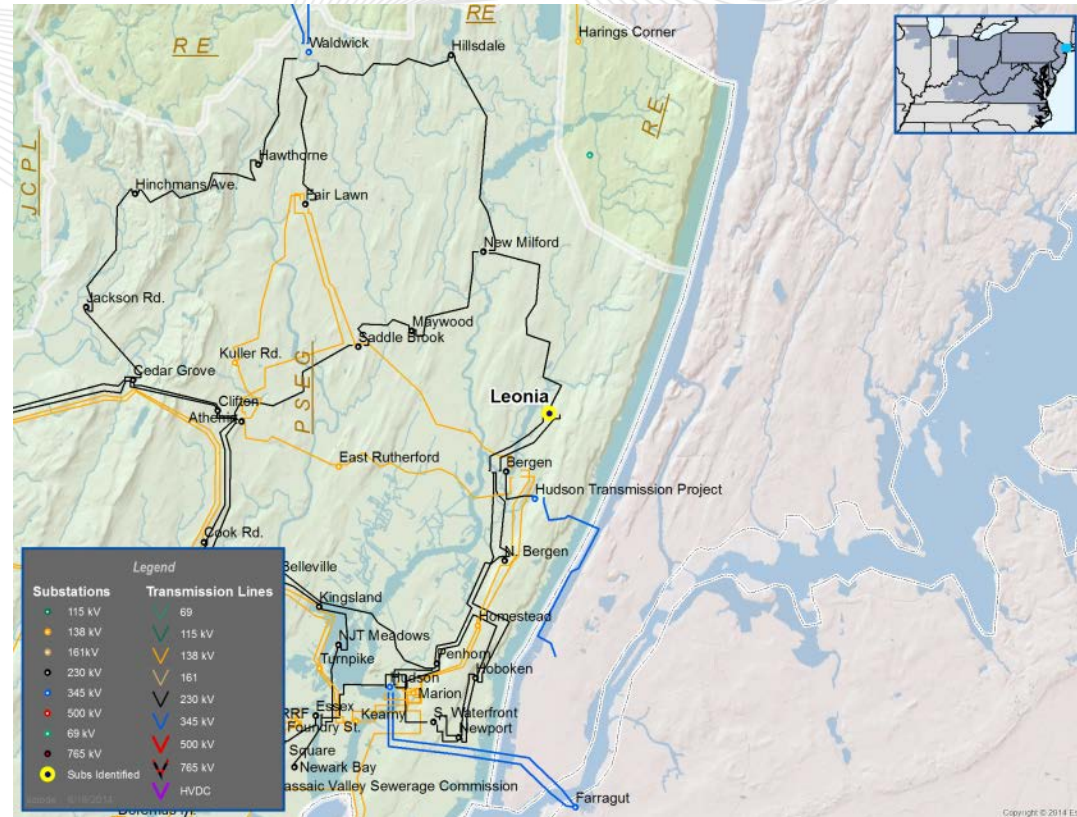 RE
RE
Waldwick
Hillsdale
Harings Corner
RE
JCPL
Hawthorne
Hinchmans Ave.
Fair Lawn
New Milford
Jackson Rd.
Maywood
Saddle Brook
Kuller Rd.
PSEG
Cedar Grove
Leonia
Clifton
Athenia
East Rutherford
Bergen
Hudson Transmission Project
Cook Rd.
N. Bergen
Belleville
Kingsland
Homestead
NJT Meadows
Penhorn
Turnpike
Hoboken
Hudson
Marion
Essex
Kearny
S. Waterfront
RRF
Foundry St.
Newport
Square
Newark Bay
assaic Valley Sewerage Commission
Farragut
Legend
Substations
115 kV
138 kV
161kV
230 kV
345 kV
500 kV
69 kV
765 kV
Subs Identified
Transmission Lines
69
115 kV
138 kV
161
230 kV
345 kV
500 kV
765 kV
HVDC
Copyright © 2014 Es